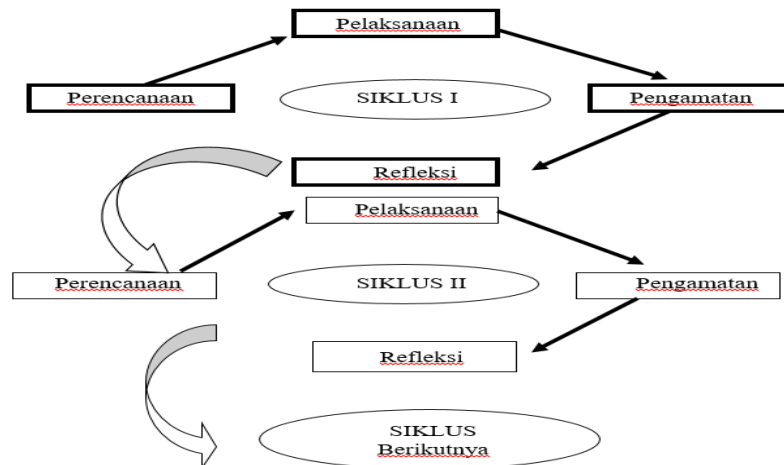 Pelaksanaan
Perencanaan
SIKLUS I
Pengamatan
Refleksi
Pelaksanaan
Perencanaan
SIKLUS II
Pengamatan
Refleksi
SIKLUS
Berikutnya